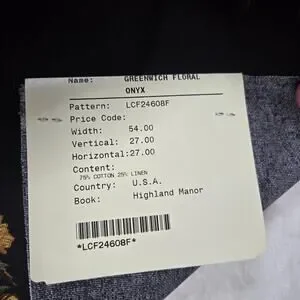 Name: GREENWICH FLORAL
ONYX
Pattern: LCF24608F
Price Code:
Width: 54.00
Vertical: 27.00
Horizontal: 27.00
Content:
75% COTTON 25% LINEN
Country: U.S.A.
Book: Highland Manor
*LCF24608F*